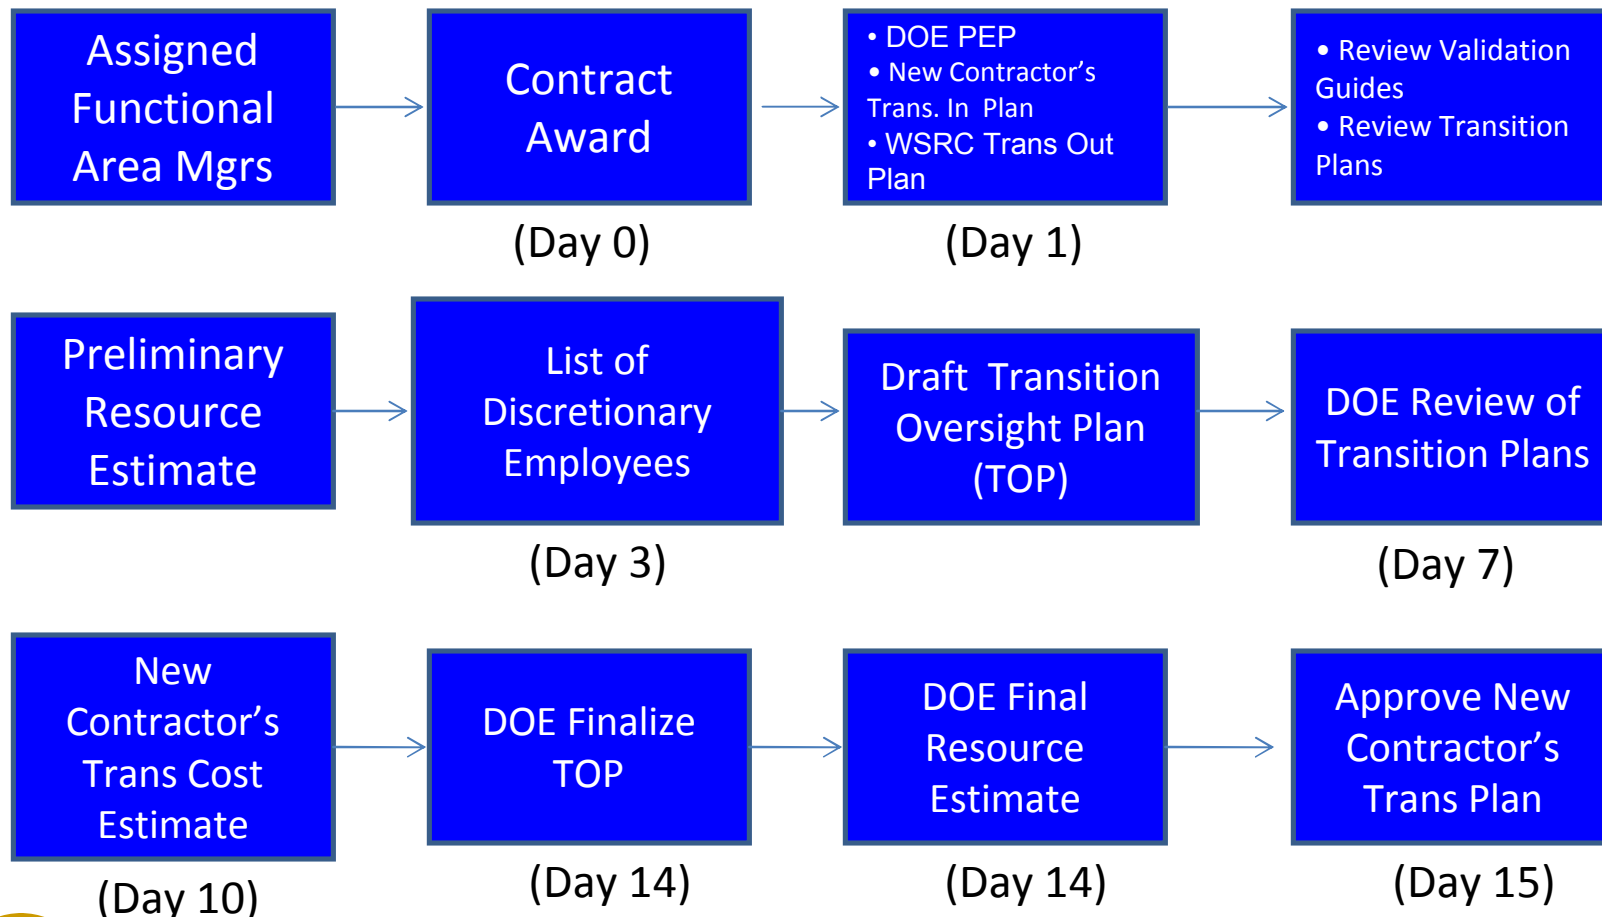 Assigned
Functional
Area Mgrs
Contract
Award
(Day 0)
• DOE PEP
• New Contractor’s
Trans. In  Plan
• WSRC Trans Out
Plan
(Day 1)
• Review Validation
Guides
• Review Transition
Plans
Preliminary
Resource
Estimate
List of
Discretionary
Employees
(Day 3)
Draft  Transition
Oversight Plan
(TOP)
DOE Review of
Transition Plans
(Day 7)
New
Contractor’s
Trans Cost
Estimate
(Day 10)
DOE Finalize
TOP
(Day 14)
DOE Final
Resource
Estimate
(Day 14)
Approve New
Contractor’s
Trans Plan
(Day 15)